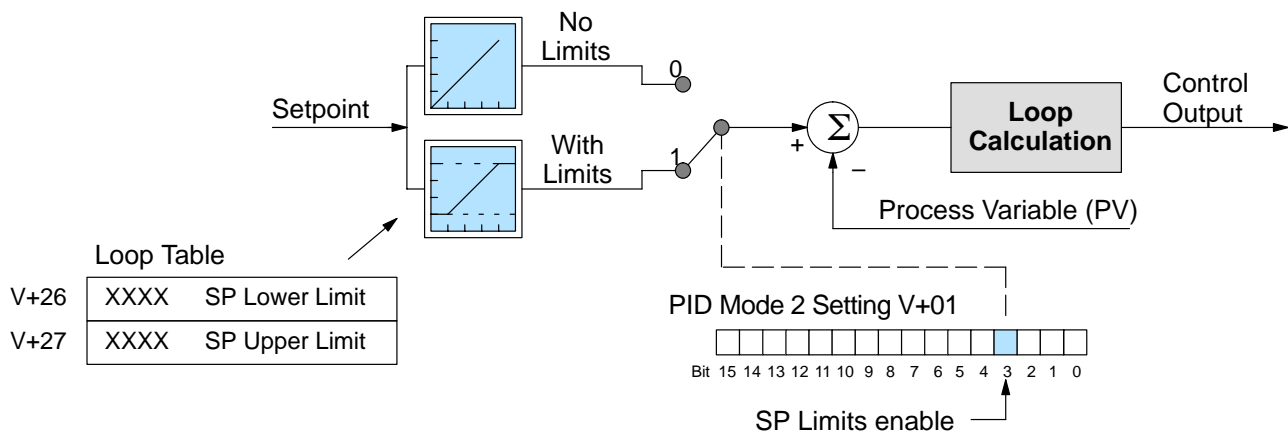 No
Limits
0
Setpoint
With
Limits
1
+
Σ
−
Loop
Calculation
Control
Output
Process Variable (PV)
Loop Table
V+26 XXXX SP Lower Limit
V+27 XXXX SP Upper Limit
PID Mode 2 Setting V+01
Bit 15 14 13 12 11 10 9 8 7 6 5 4 3 2 1 0
SP Limits enable